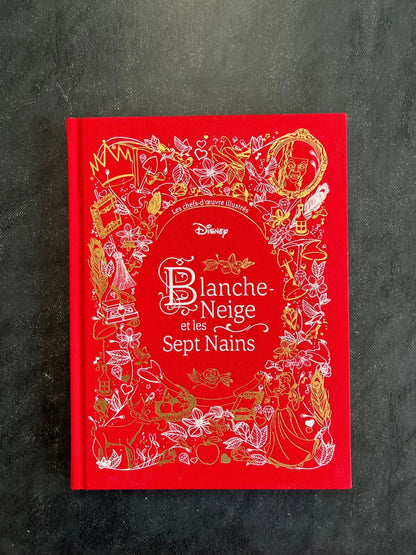 Les chefs-d'œuvre illustrés
Disney
Blanche-
Neige
et les
Sept Nains